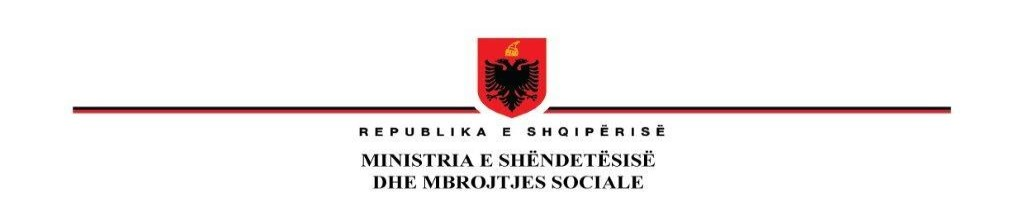 REPUBLIKA E SHQIPËRISË
MINISTRIA E SHËNDETËSISË
DHE MBROJTJES SOCIALE